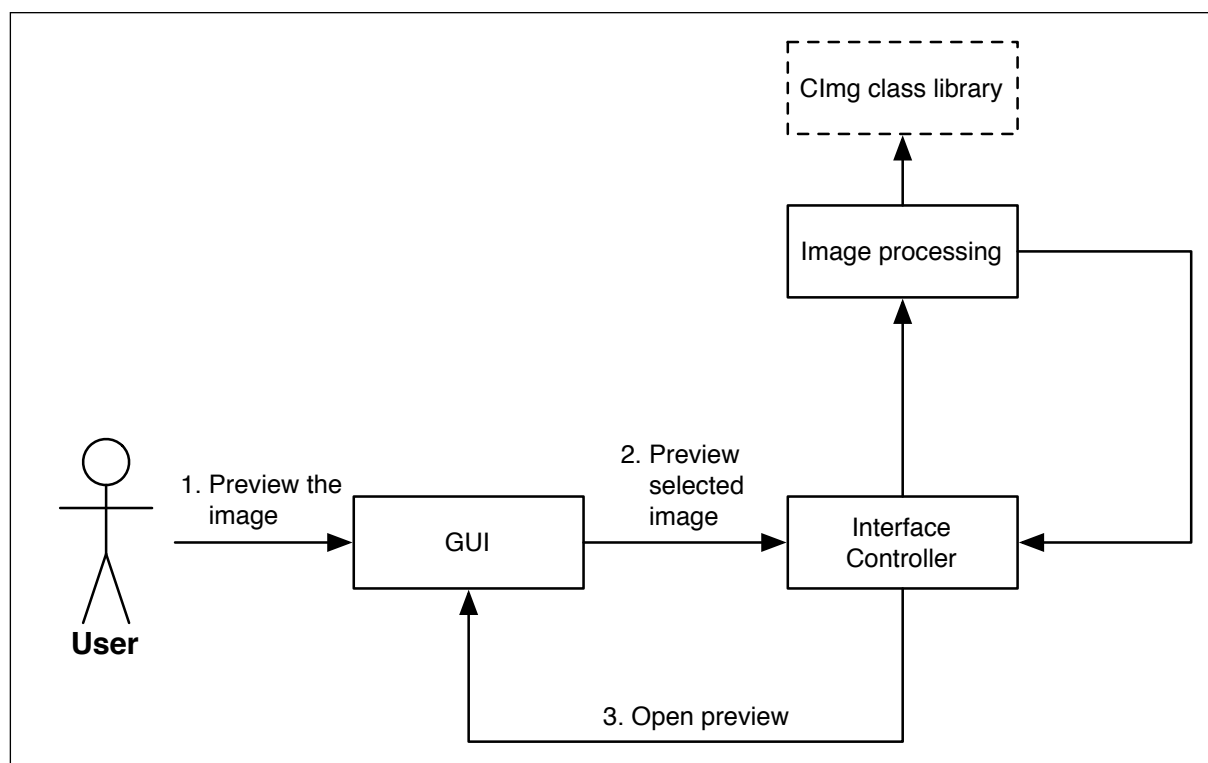 CImg class library
Image processing
1. Preview the
image
2. Preview
selected
image
GUI
Interface
Controller
User
3. Open preview